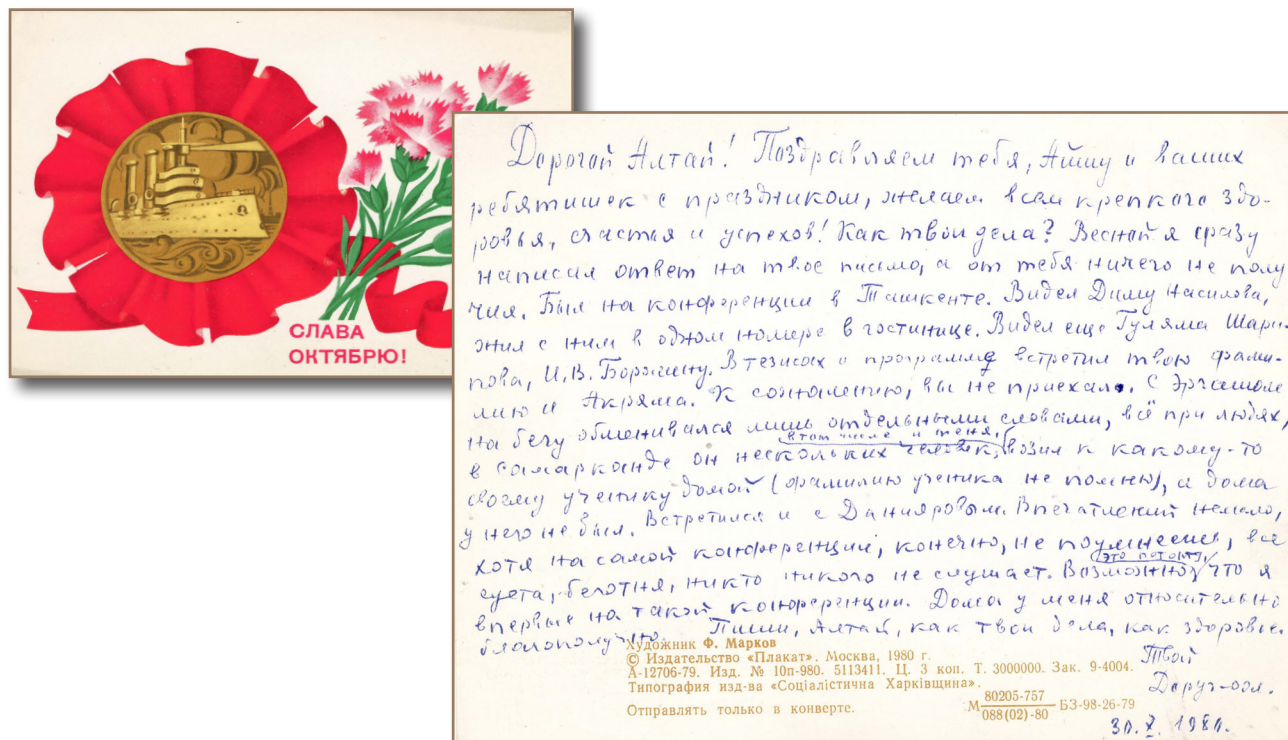 СЛАВА
ОКТЯБРЮ!
Дорогой Алтай! Поздравляем тебя, Айшу и ваших
ребятишек с праздником, желаем всем крепкого здо-
ровья, счастья и успехов! Как твои дела? Весной я сразу
написал ответ на твое письмо, а от тебя ничего не полу
чил. Был на конференции в Ташкенте. Видел Диму Насилова,
жил с ним в одном номере в гостинице. Видел еще Гуляма Шари-
пова, И.В. В тезисах и программе встретил твою фами-
лию и Акряма. К сожалению, вы не приехали. С Эргашом
на бегу обменивался лишь отдельными словами, всё при людях,
в том числе и меня,
в Самарканде он нескольких человек, возил к какому-то
своему ученику домой (фамилию ученика не помню), а дома
у него не был. Встретился и с Данияровым. Впечатлений немало,
хотя на самой конференции, конечно, не поумнеешь, все
это потому,
суета, беготня, никто никого не слушает. Возможно, что я
впервые на такой конференции. Дома у меня относительно
благополучно. Пиши, Алтай, как твои дела, как здоровье.
Твой
30.X.1980.
Художник Ф. Марков
© Издательство «Плакат». Москва, 1980 г.
А-12706-79. Изд. № 10п-980. 5113411. Ц. 3 коп. Т. 3000000. Зак. 9-4004.
Типография изд-ва «Соціалістична Харківщина».
Отправлять только в конверте.
М 80205-757 БЗ-98-26-79
088(02)-80